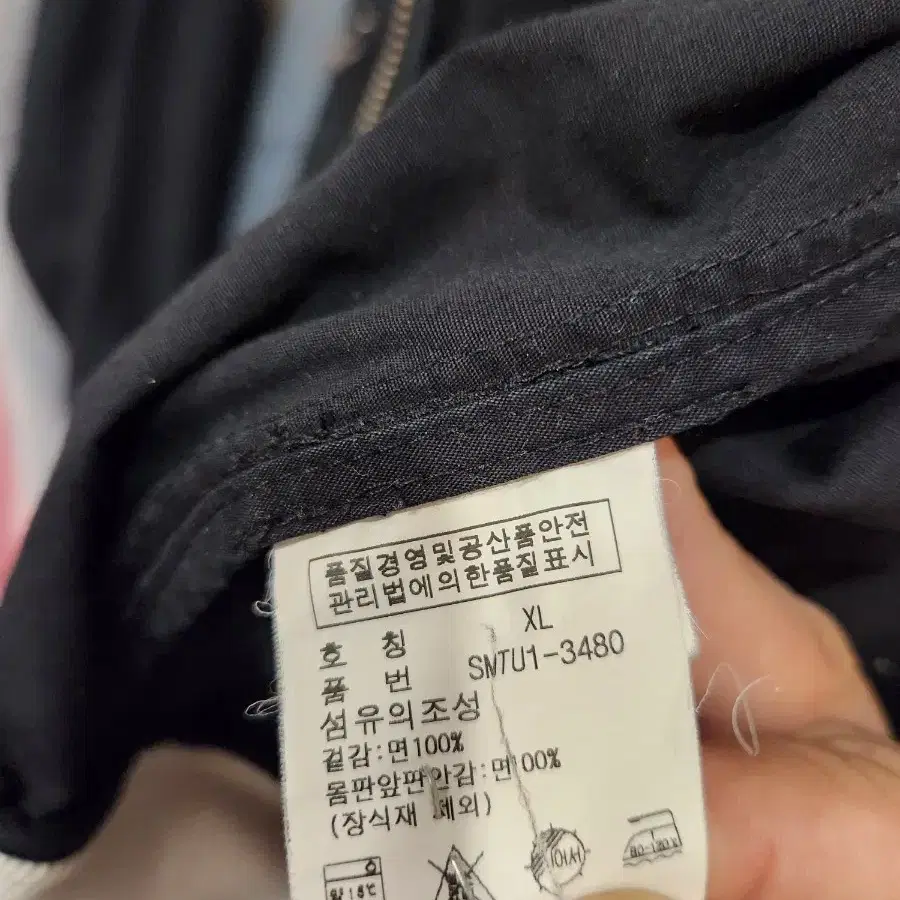 품질경영및공산품안전
관리법에의한품질표시
호 칭 XL
품 번 SMTU1-3480
섬유의조성
겉감:면100%
몸판앞판안감:면100%
(장식재 제외)
80-120℃